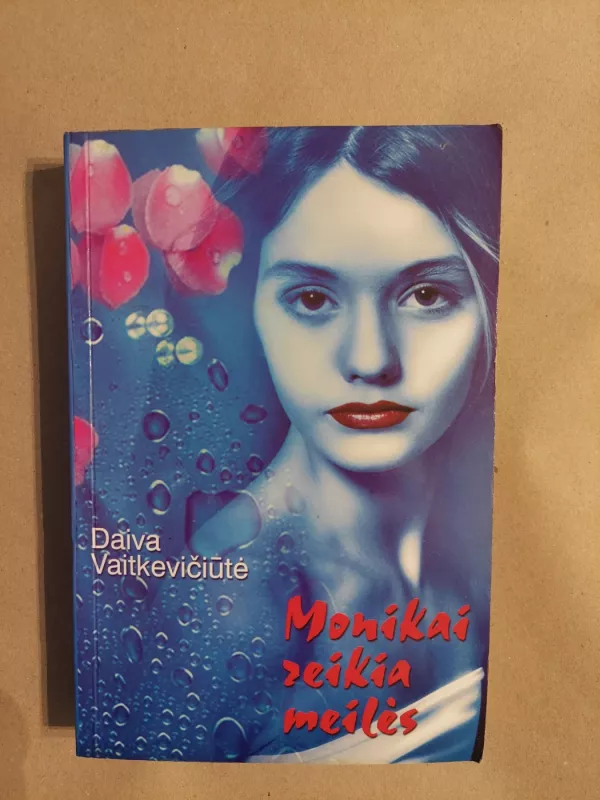 Daiva
Vaitkevičiūtė
Monikai
reikia
meilės